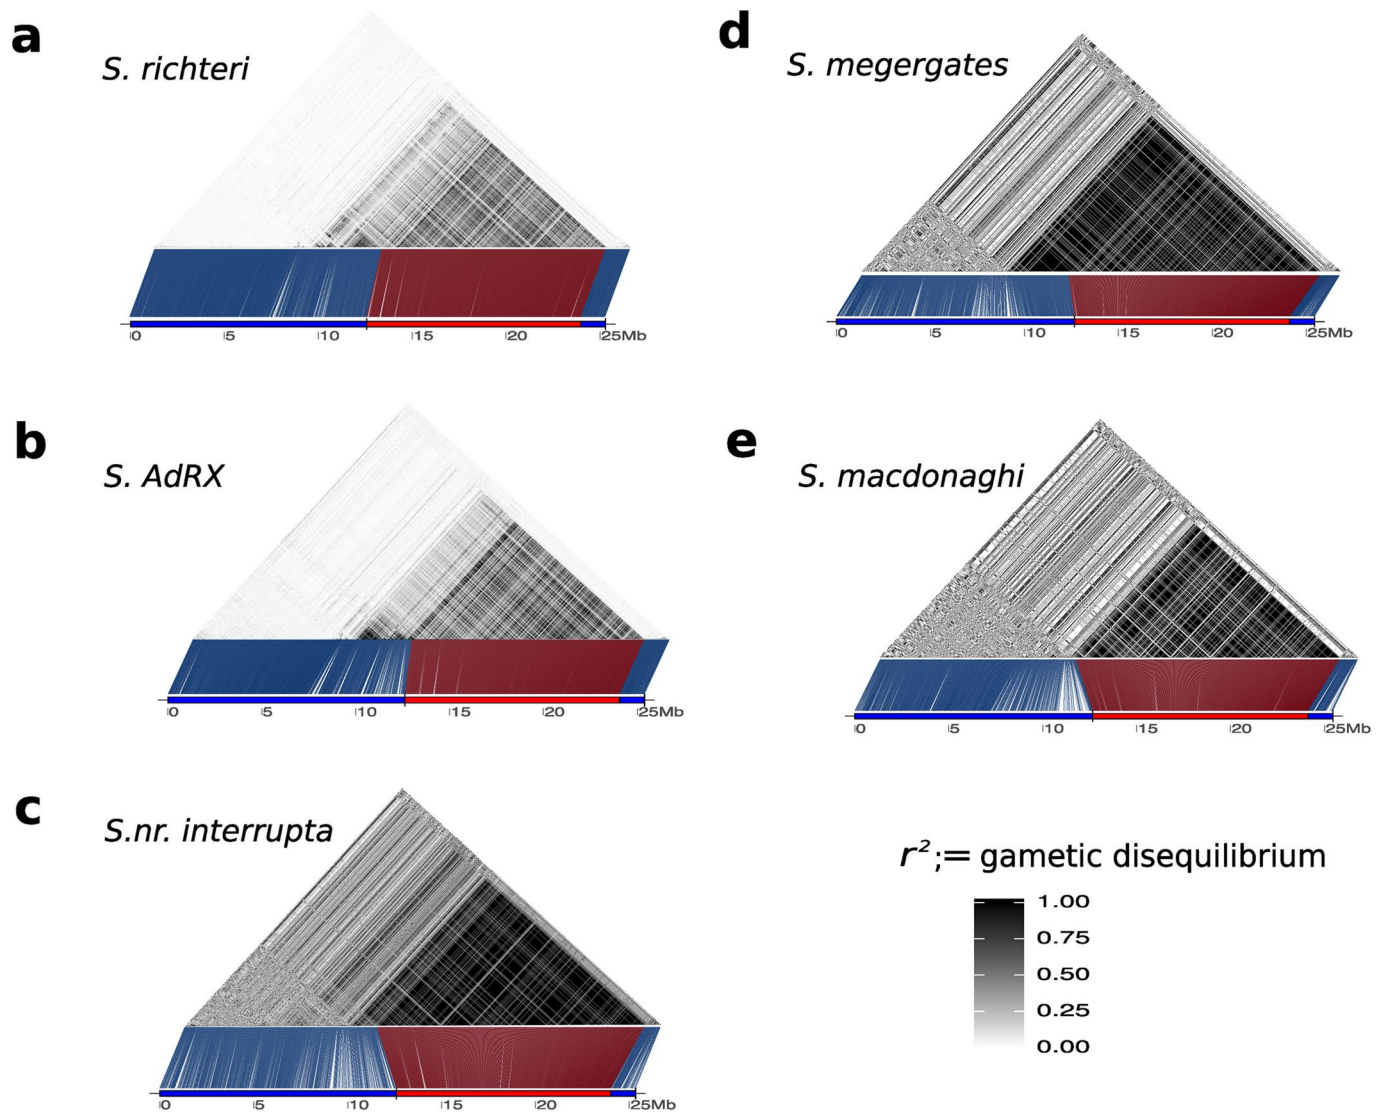 a
S. richteri
0 5 10 15 20 25Mb
b
S. AdRX
0 5 10 15 20 25Mb
c
S.nr. interrupta
0 5 10 15 20 25Mb
d
S. megergates
0 5 10 15 20 25Mb
e
S. macdonaghi
0 5 10 15 20 25Mb
r²;= gametic disequilibrium
1.00
0.75
0.50
0.25
0.00